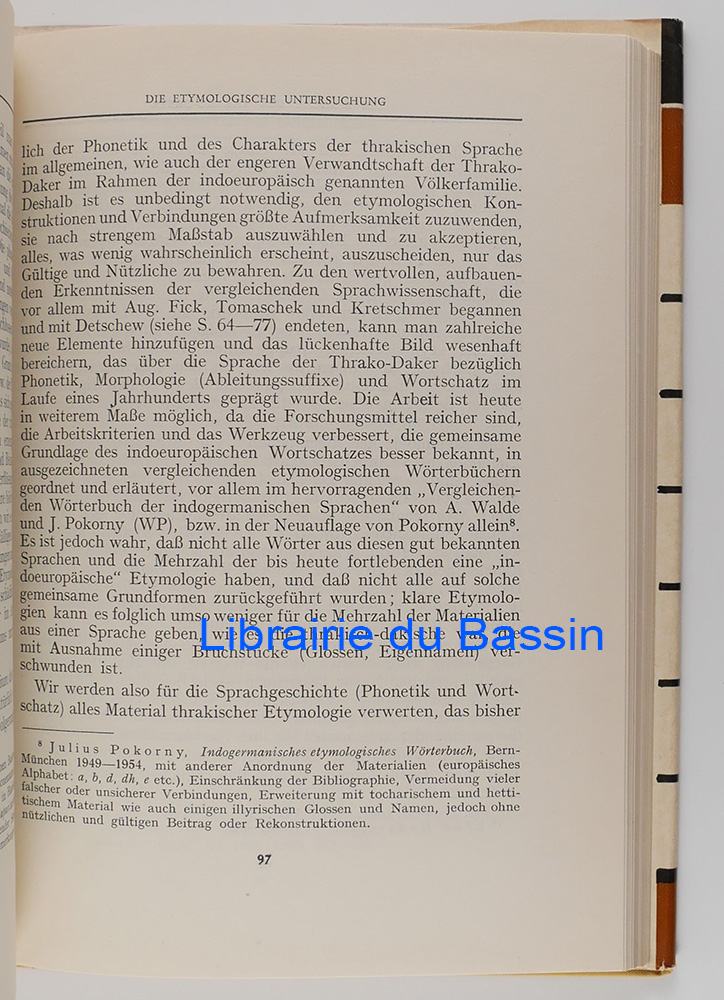 DIE ETYMOLOGISCHE UNTERSUCHUNG
lich der Phonetik und des Charakters der thrakischen Sprache
im allgemeinen, wie auch der engeren Verwandtschaft der Thrako-
Daker im Rahmen der indoeuropäisch genannten Völkerfamilie.
Deshalb ist es unbedingt notwendig, den etymologischen Kon-
struktionen und Verbindungen größte Aufmerksamkeit zuzuwenden,
sie nach strengem Maßstab auszuwählen und zu akzeptieren,
alles, was wenig wahrscheinlich erscheint, auszuscheiden, nur das
Gültige und Nützliche zu bewahren. Zu den wertvollen, aufbauen-
den Erkenntnissen der vergleichenden Sprachwissenschaft, die
vor allem mit Aug. Fick, Tomaschek und Kretschmer begannen
und mit Detschew (siehe S. 64—77) endeten, kann man zahlreiche
neue Elemente hinzufügen und das lückenhafte Bild wesenhaft
bereichern, das über die Sprache der Thrako-Daker bezüglich
Phonetik, Morphologie (Ableitungssuffixe) und Wortschatz im
Laufe eines Jahrhunderts geprägt wurde. Die Arbeit ist heute
in weiterem Maße möglich, da die Forschungsmittel reicher sind,
die Arbeitskriterien und das Werkzeug verbessert, die gemeinsame
Grundlage des indoeuropäischen Wortschatzes besser bekannt, in
ausgezeichneten vergleichenden etymologischen Wörterbüchern
geordnet und erläutert, vor allem im hervorragenden „Vergleichen-
den Wörterbuch der indogermanischen Sprachen“ von A. Walde
und J. Pokorny (WP), bzw. in der Neuauflage von Pokorny allein⁸.
Es ist jedoch wahr, daß nicht alle Wörter aus diesen gut bekannten
Sprachen und die Mehrzahl der bis heute fortlebenden eine „in-
doeuropäische“ Etymologie haben, und daß nicht alle auf solche
gemeinsame Grundformen zurückgeführt wurden; klare Etymolo-
gien kann es folglich umso weniger für die Mehrzahl der Materialien
aus einer Sprache geben, wie es die thrakisch-dakische war, die
mit Ausnahme einiger Bruchstücke (Glossen, Eigennamen) ver-
schwunden ist.
Librairie du Bassin
Wir werden also für die Sprachgeschichte (Phonetik und Wort-
schatz) alles Material thrakischer Etymologie verwerten, das bisher
⁸ Julius Pokorny, Indogermanisches etymologisches Wörterbuch, Bern-
München 1949—1954, mit anderer Anordnung der Materialien (europäisches
Alphabet: a, b, d, dh, e etc.), Einschränkung der Bibliographie, Vermeidung vieler
falscher oder unsicherer Verbindungen, Erweiterung mit tocharischem und hetti-
tischem Material wie auch einigen illyrischen Glossen und Namen, jedoch ohne
nützlichen und gültigen Beitrag oder Rekonstruktionen.
97